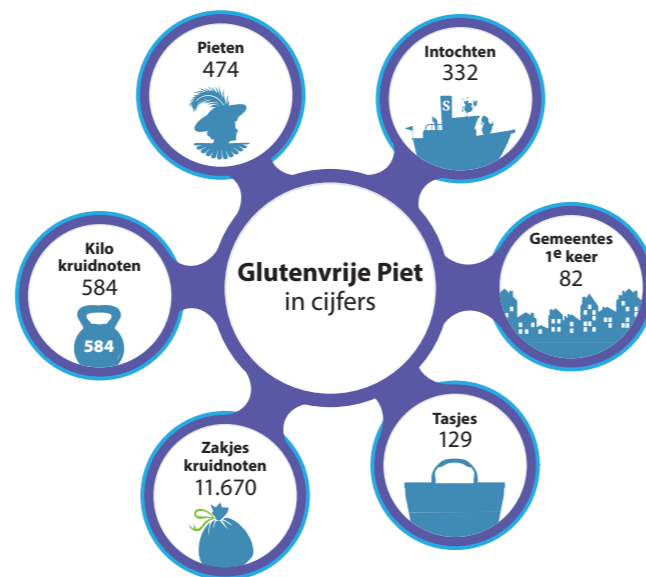 Pieten
474
Intochten
332
S
Kilo
kruidnoten
584
584
Glutenvrije Piet
in cijfers
Gemeentes
1e keer
82
Zakjes
kruidnoten
11.670
Tasjes
129